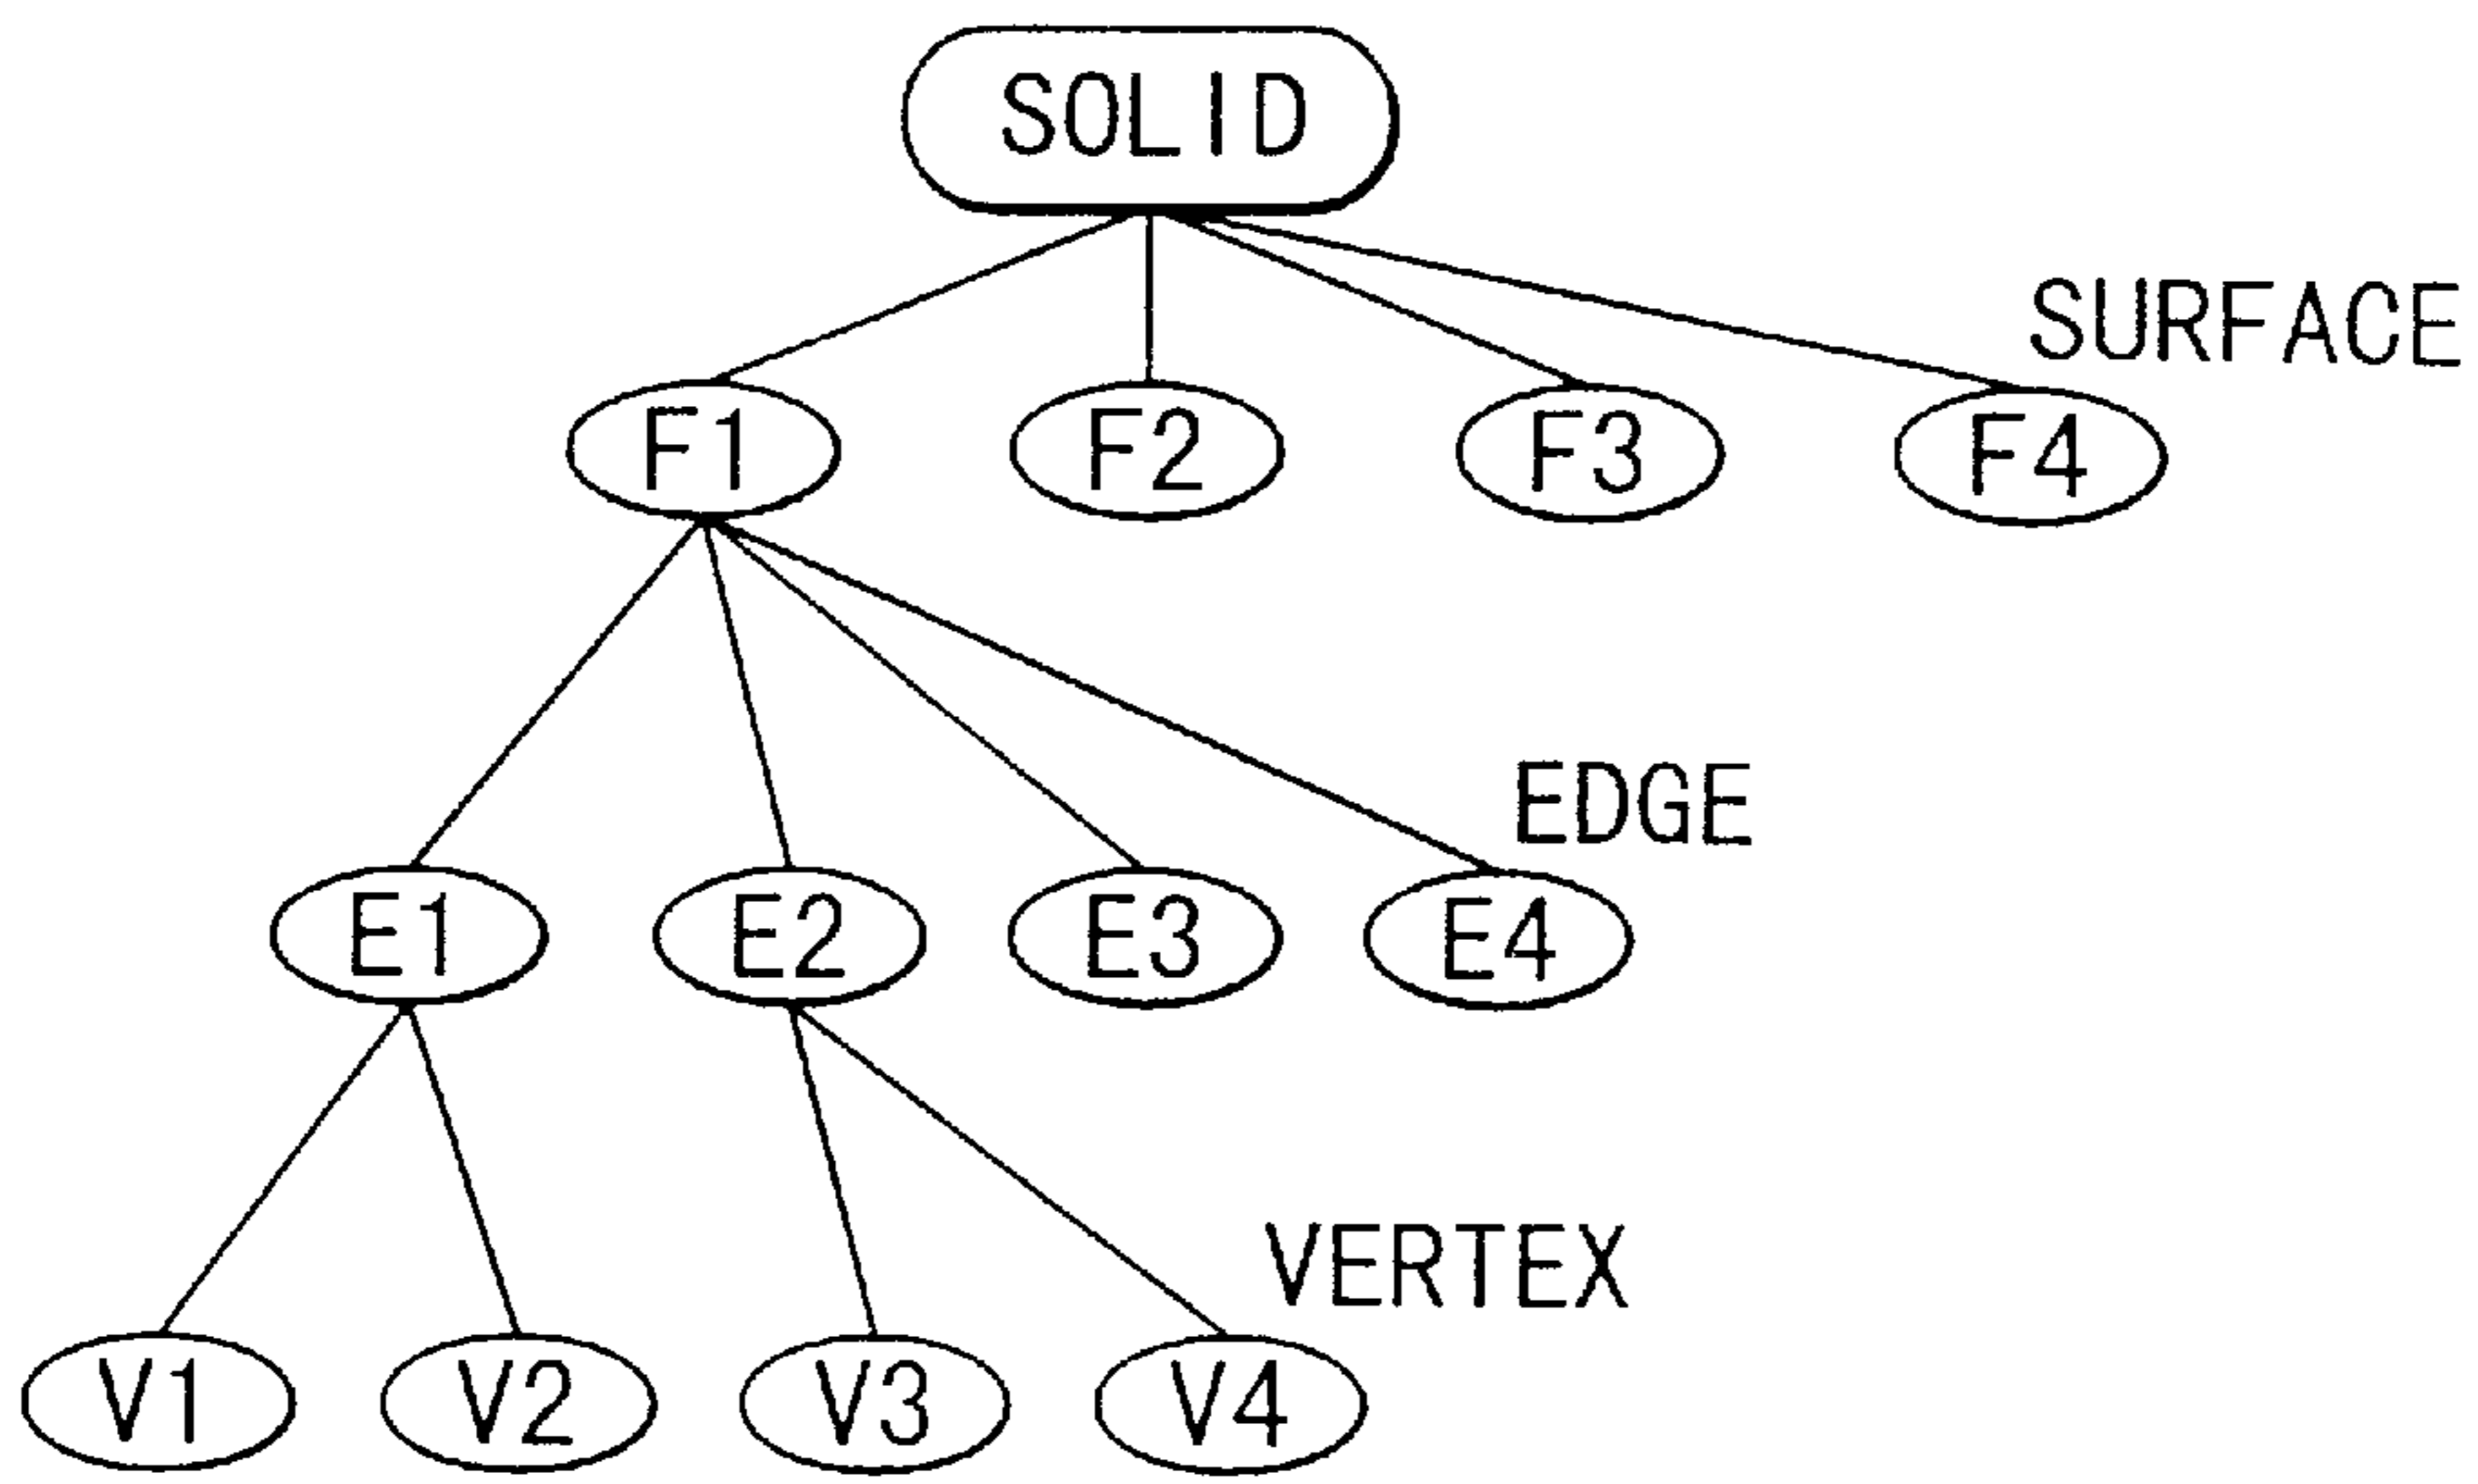 SOLID
SURFACE
F1 F2 F3 F4
EDGE
E1 E2 E3 E4
VERTEX
V1 V2 V3 V4